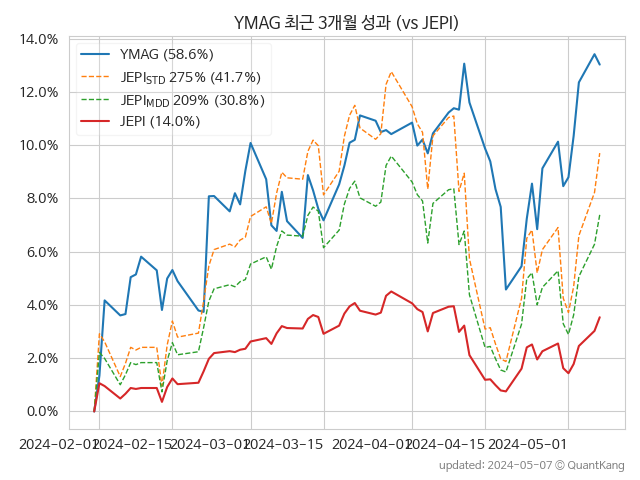 YMAG 최근 3개월 성과 (vs JEPI)
14.0%
12.0%
10.0%
8.0%
6.0%
4.0%
2.0%
0.0%
YMAG (58.6%)
JEPI_STD 275% (41.7%)
JEPI_MDD 209% (30.8%)
JEPI (14.0%)
2024-02-01 2024-02-15 2024-03-01 2024-03-15 2024-04-01 2024-04-15 2024-05-01
updated: 2024-05-07 © QuantKang